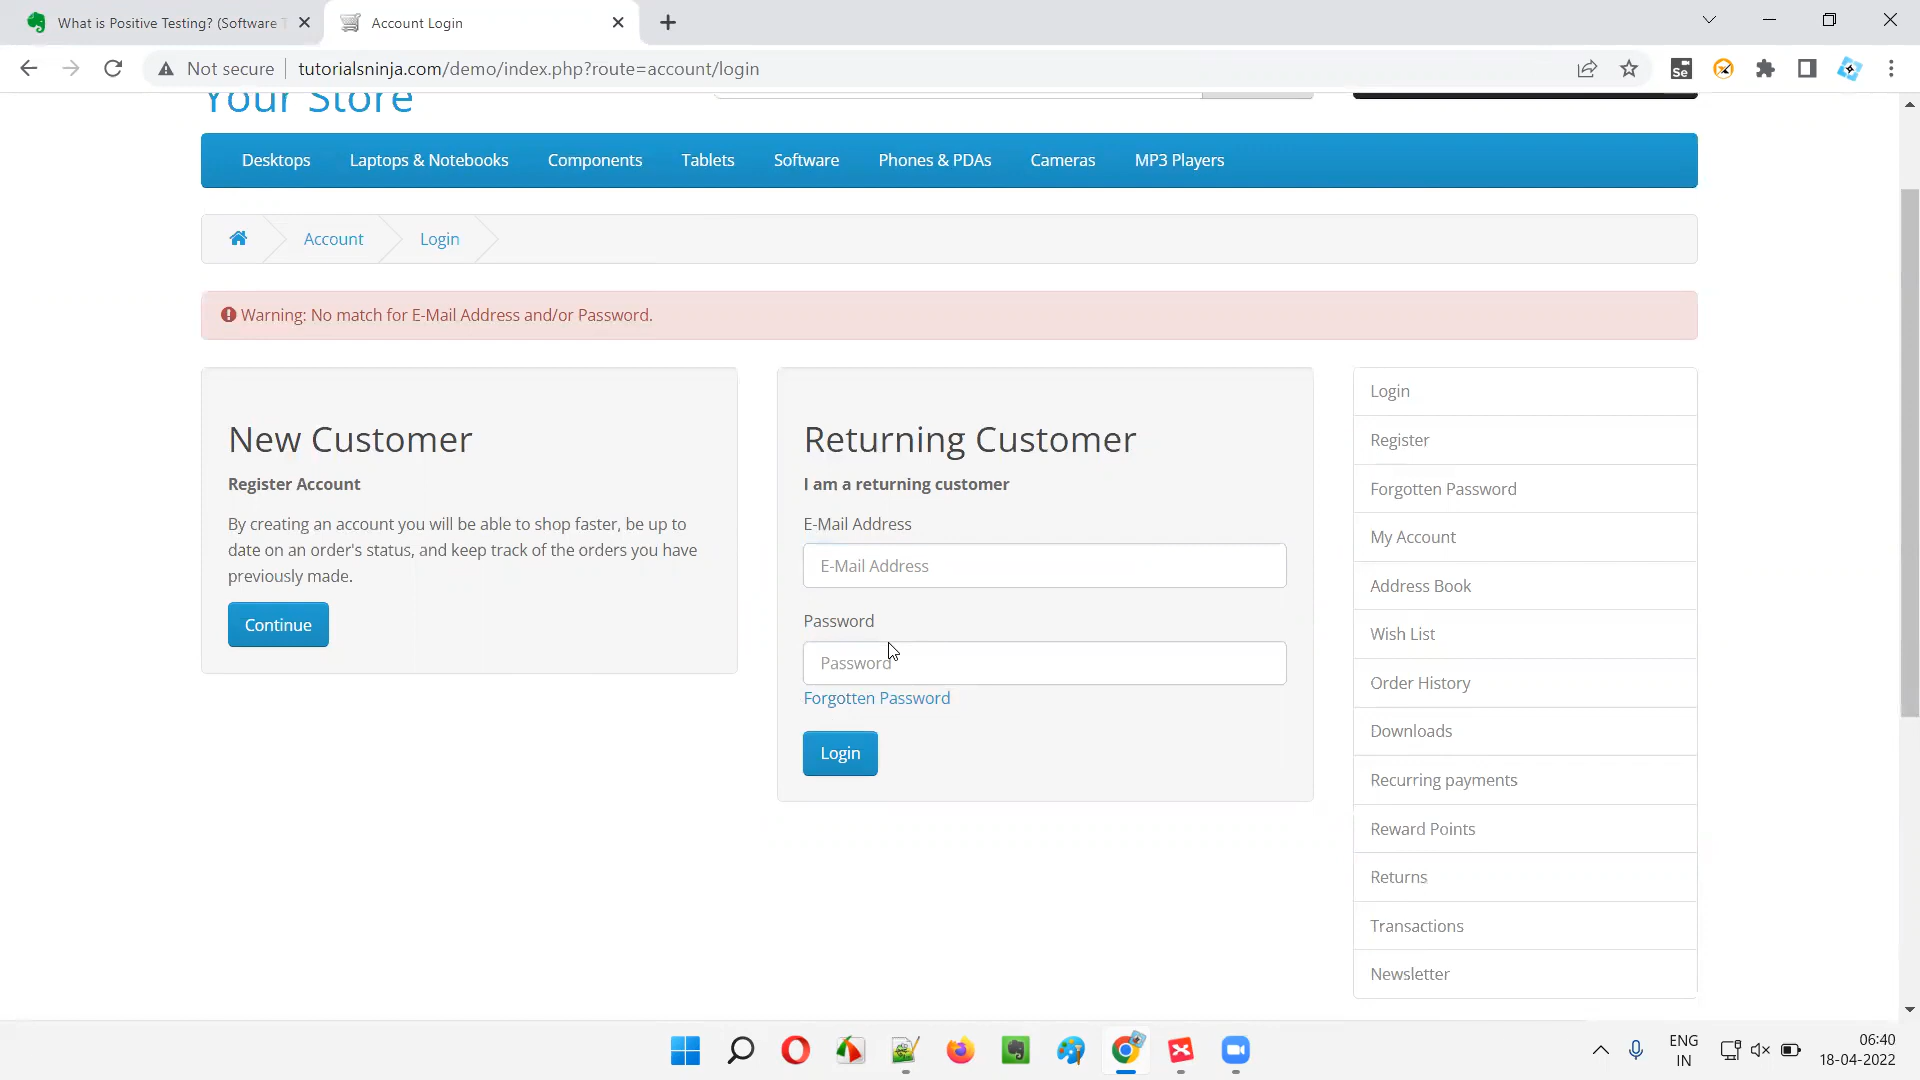 What is Positive Testing? (Software T
Account Login
Not secure
tutorialsninja.com/demo/index.php?route=account/login
Your Store
Desktops
Laptops & Notebooks
Components
Tablets
Software
Phones & PDAs
Cameras
MP3 Players
Account
Login
Warning: No match for E-Mail Address and/or Password.
New Customer
Register Account
By creating an account you will be able to shop faster, be up to
date on an order's status, and keep track of the orders you have
previously made.
Continue
Returning Customer
I am a returning customer
E-Mail Address
E-Mail Address
Password
Password
Forgotten Password
Login
Login
Register
Forgotten Password
My Account
Address Book
Wish List
Order History
Downloads
Recurring payments
Reward Points
Returns
Transactions
Newsletter
Se
ENG
IN
06:40
18-04-2022